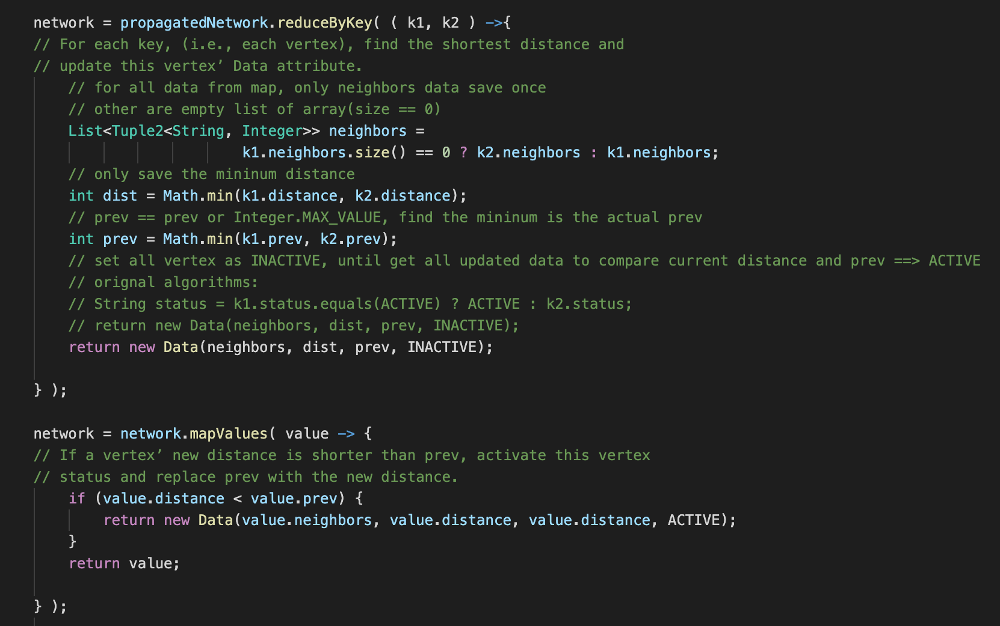 network = propagatedNetwork.reduceByKey( ( k1, k2 ) ->{
// For each key, (i.e., each vertex), find the shortest distance and
// update this vertex’ Data attribute.
// for all data from map, only neighbors data save once
// other are empty list of array(size == 0)
List<Tuple2<String, Integer>> neighbors =
k1.neighbors.size() == 0 ? k2.neighbors : k1.neighbors;
// only save the mininum distance
int dist = Math.min(k1.distance, k2.distance);
// prev == prev or Integer.MAX_VALUE, find the mininum is the actual prev
int prev = Math.min(k1.prev, k2.prev);
// set all vertex as INACTIVE, until get all updated data to compare current distance and prev ==> ACTIVE
// orignal algorithms:
// String status = k1.status.equals(ACTIVE) ? ACTIVE : k2.status;
// return new Data(neighbors, dist, prev, INACTIVE);
return new Data(neighbors, dist, prev, INACTIVE);
} );
network = network.mapValues( value -> {
// If a vertex’ new distance is shorter than prev, activate this vertex
// status and replace prev with the new distance.
if (value.distance < value.prev) {
return new Data(value.neighbors, value.distance, value.distance, ACTIVE);
}
return value;
} );